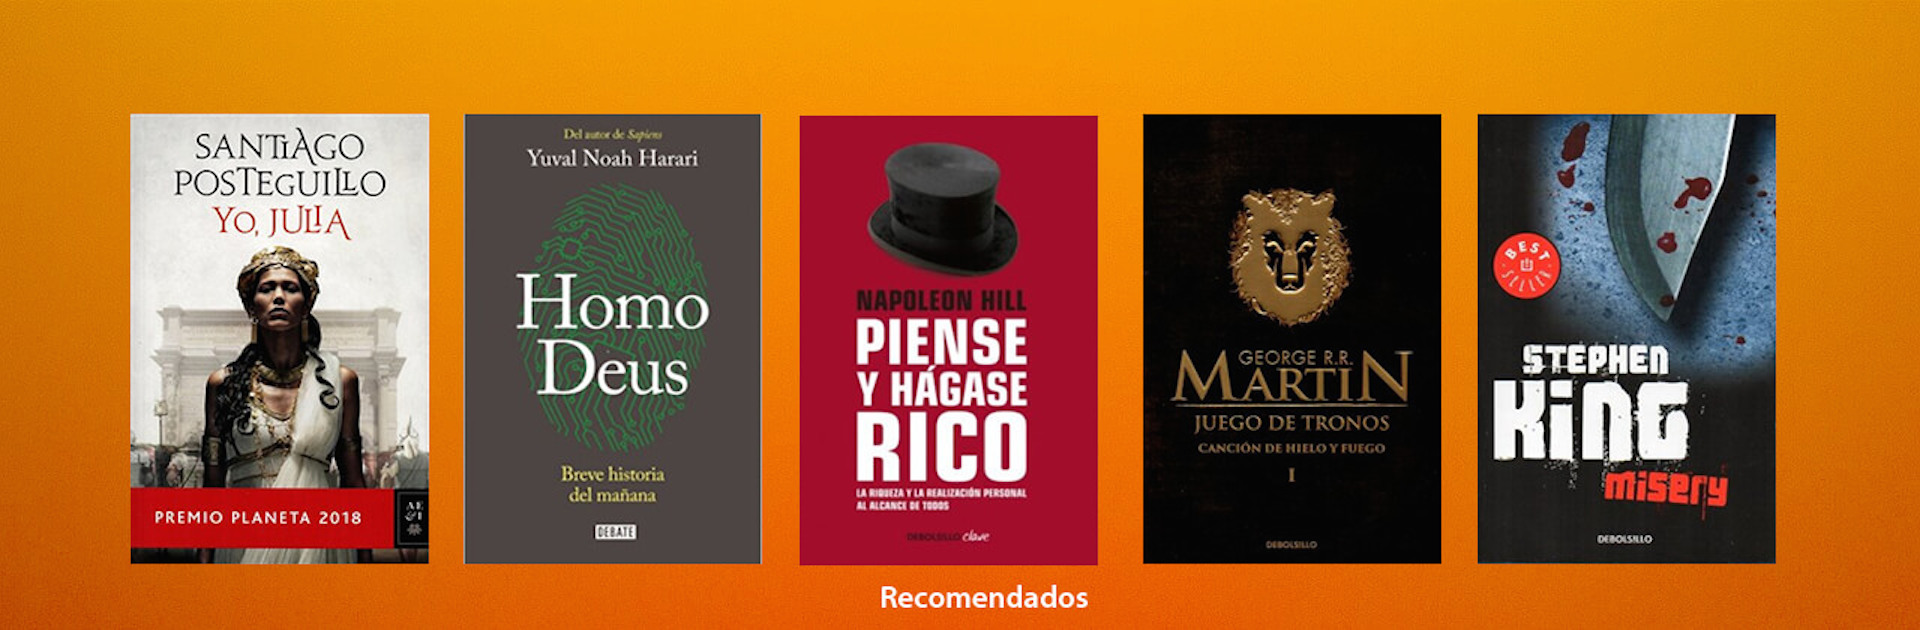 SANTIAGO
POSTEGUILLO
YO, JULIA
PREMIO PLANETA 2018
AE
&I
Del autor de Sapiens
Yuval Noah Harari
Homo
Deus
Breve historia
del mañana
DEBATE
NAPOLEON HILL
PIENSE
Y HÁGASE
RICO
LA RIQUEZA Y LA REALIZACIÓN PERSONAL
AL ALCANCE DE TODOS
DEBOLSILLO clave
GEORGE R.R.
MARTIN
JUEGO DE TRONOS
CANCIÓN DE HIELO Y FUEGO
I
DEBOLSILLO
BEST
SELLER
STEPHEN
KING
misery
DEBOLSILLO
Recomendados